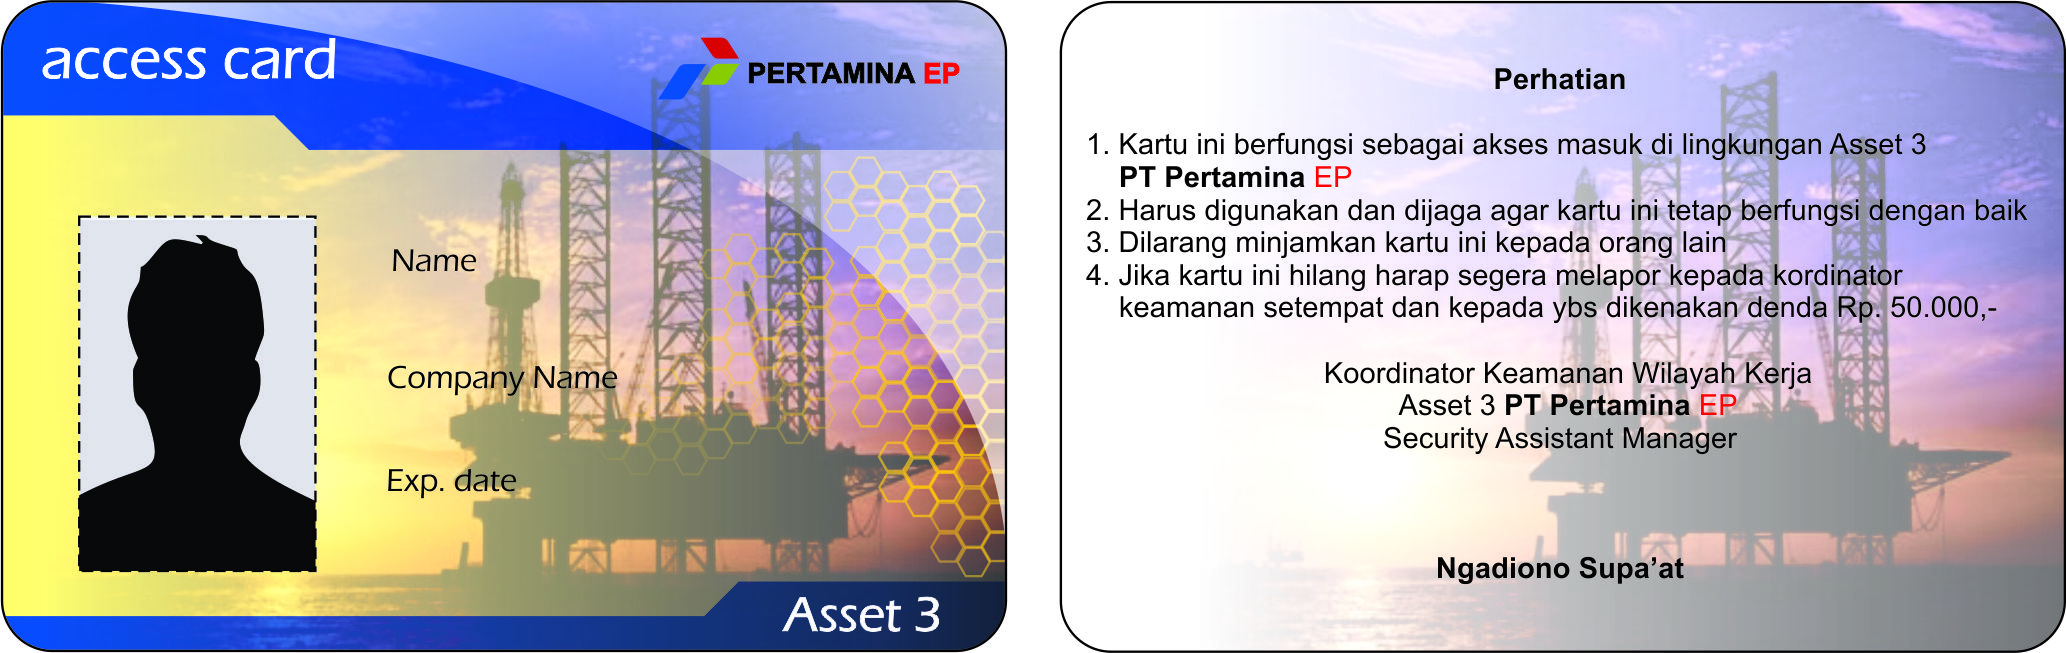 access card
PERTAMINA EP
Name
Company Name
Exp. date
Asset 3
Perhatian
1. Kartu ini berfungsi sebagai akses masuk di lingkungan Asset 3
PT Pertamina EP
2. Harus digunakan dan dijaga agar kartu ini tetap berfungsi dengan baik
3. Dilarang minjamkan kartu ini kepada orang lain
4. Jika kartu ini hilang harap segera melapor kepada kordinator
keamanan setempat dan kepada ybs dikenakan denda Rp. 50.000,-
Koordinator Keamanan Wilayah Kerja
Asset 3 PT Pertamina EP
Security Assistant Manager
Ngadiono Supa’at